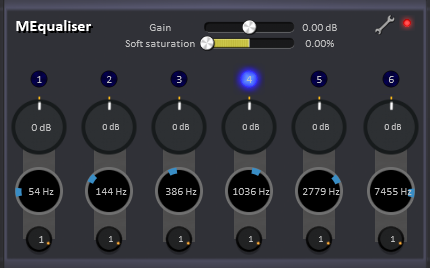 MEqualiser
Gain 0.00 dB
Soft saturation 0.00%
1 2 3 4 5 6
0 dB 0 dB 0 dB 0 dB 0 dB 0 dB
54 Hz 144 Hz 386 Hz 1036 Hz 2779 Hz 7455 Hz
1 1 1 1 1 1